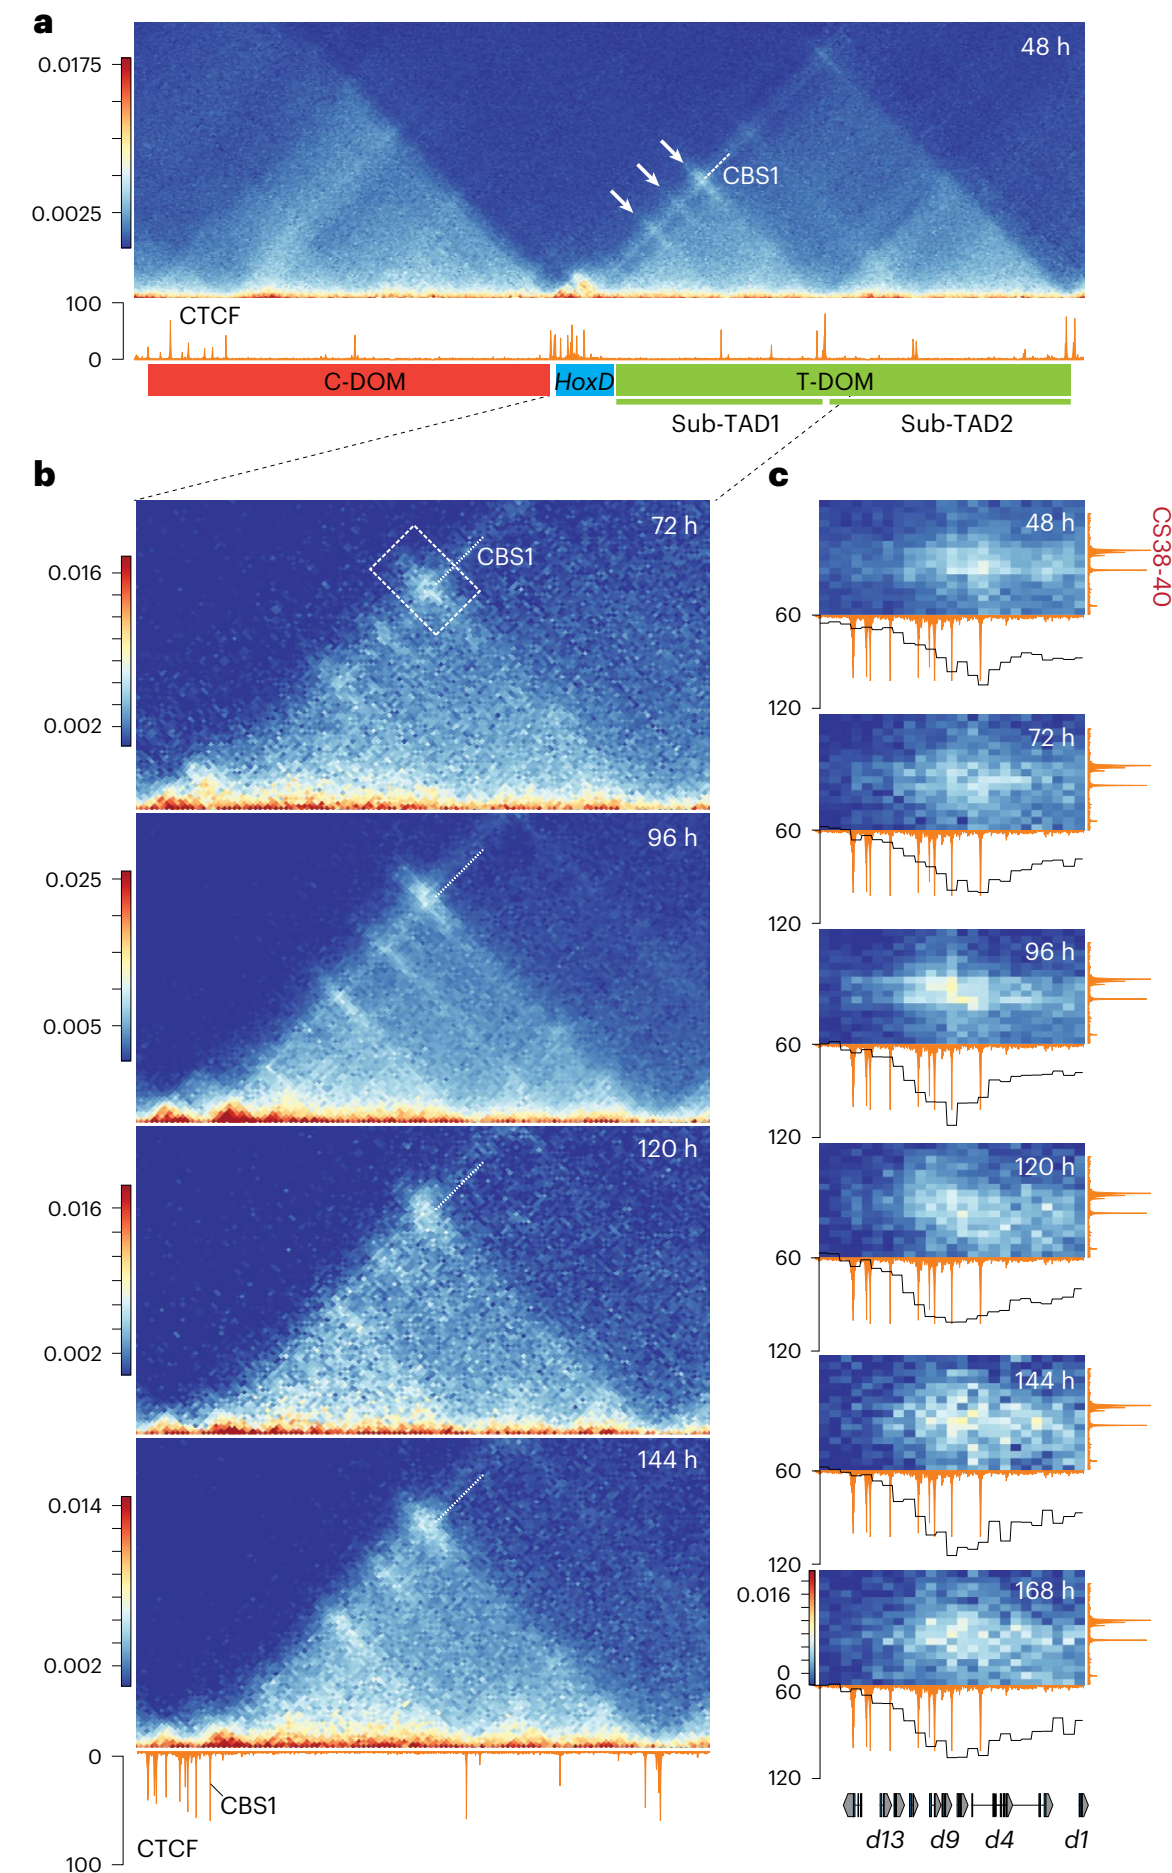 a
48 h
0.0175
0.0025
CBS1
100
0
CTCF
C-DOM
HoxD
T-DOM
Sub-TAD1
Sub-TAD2
b
72 h
CBS1
0.016
0.002
96 h
0.025
0.005
120 h
0.016
0.002
144 h
0.014
0.002
0
CBS1
CTCF
100
c
48 h
CS38-40
60
120
72 h
60
120
96 h
60
120
120 h
60
120
144 h
60
120
168 h
0.016
0
60
120
d13
d9
d4
d1